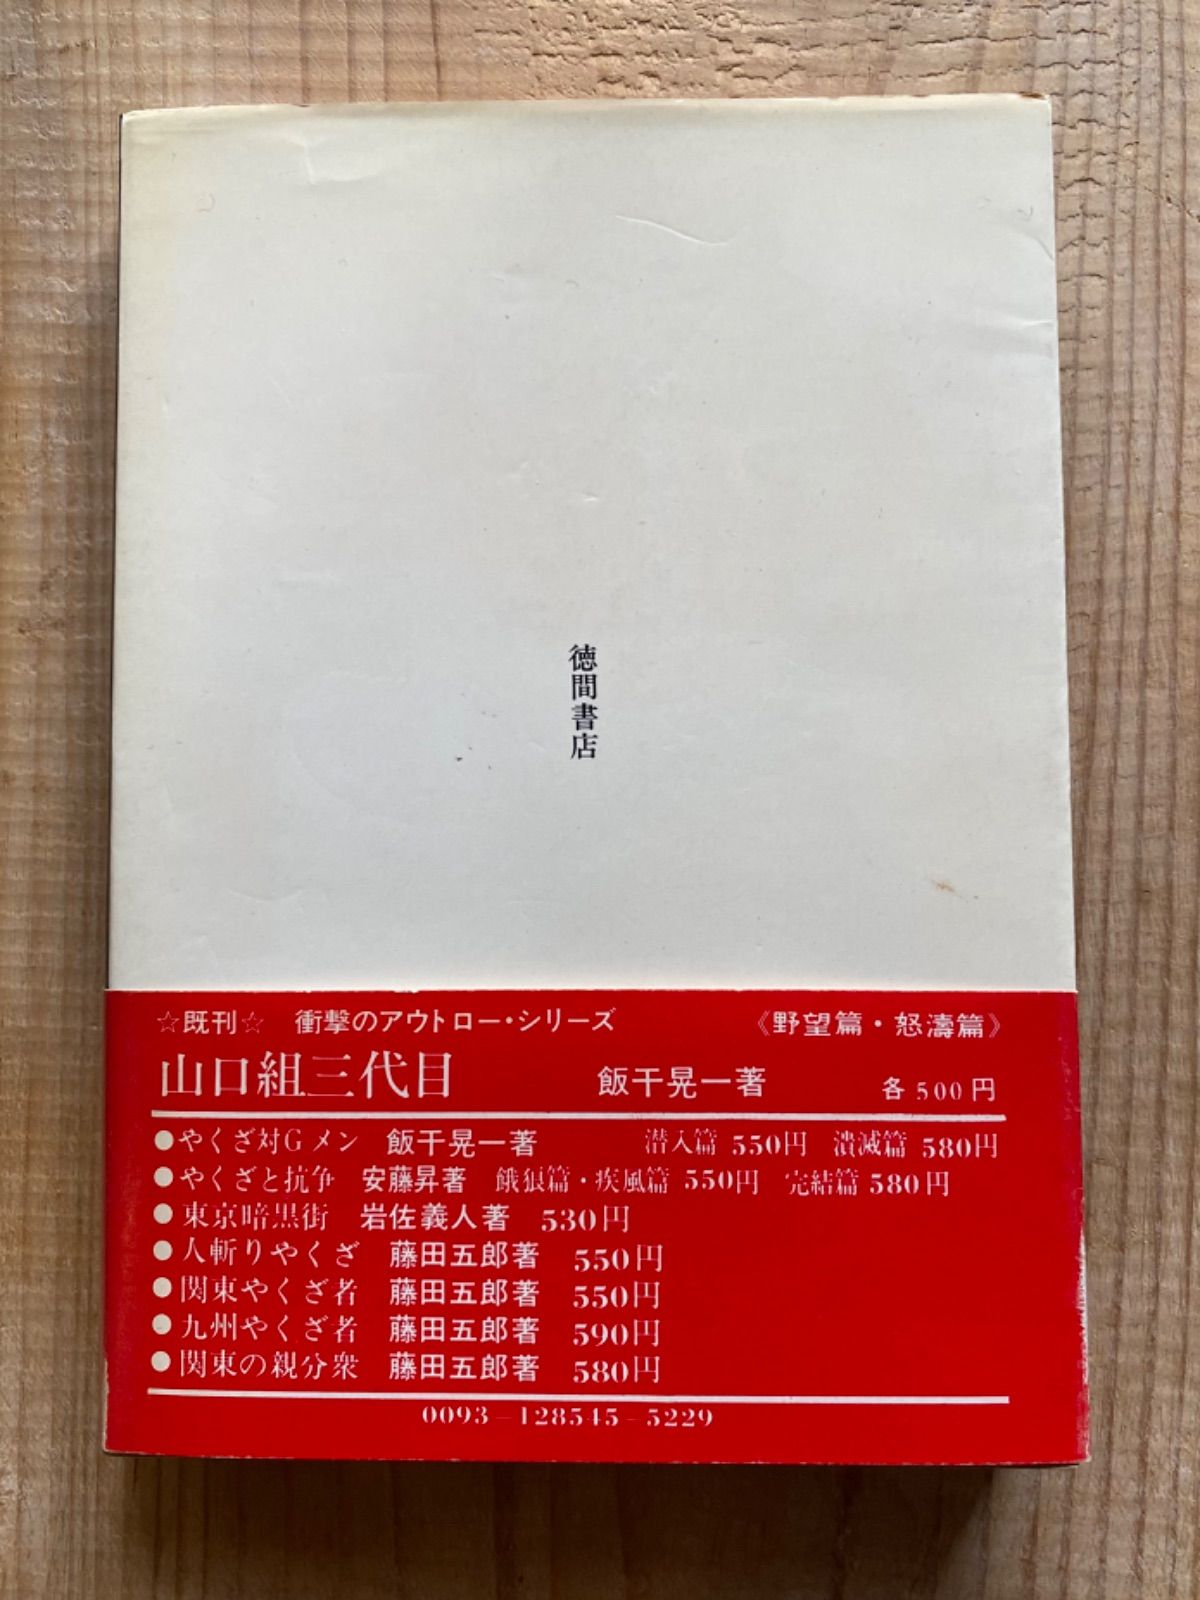 徳間書店
☆既刊☆ 衝撃のアウトロー・シリーズ 《野望篇・怒濤篇》
山口組三代目 飯干晃一著 各500円
●やくざ対Gメン 飯干晃一著 潜入篇 550円 潰滅篇 580円
●やくざと抗争 安藤昇著 餓狼篇・疾風篇 550円 完結篇 580円
●東京暗黒街 岩佐義人著 530円
●人斬りやくざ 藤田五郎著 550円
●関東やくざ者 藤田五郎著 550円
●九州やくざ者 藤田五郎著 590円
●関東の親分衆 藤田五郎著 580円
0093-128545-5229